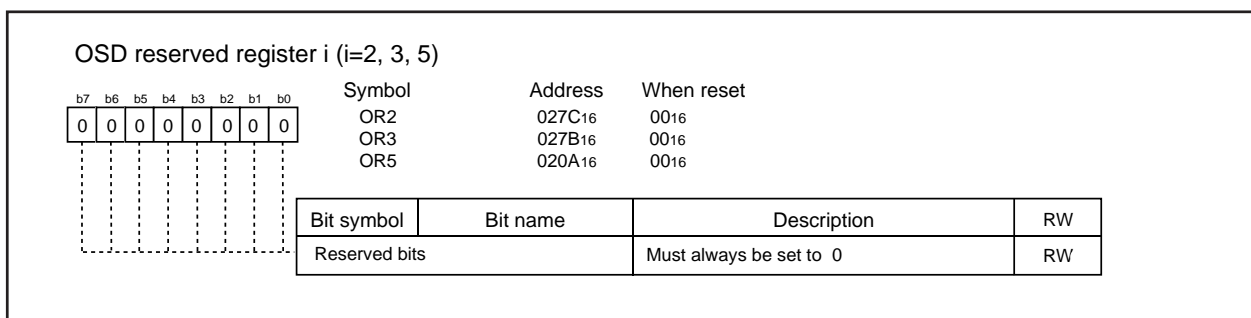 OSD reserved register i (i=2, 3, 5)
b7 b6 b5 b4 b3 b2 b1 b0
0 0 0 0 0 0 0 0
Symbol Address When reset
OR2 027C16 0016
OR3 027B16 0016
OR5 020A16 0016
Bit symbol Bit name Description RW
Reserved bits Must always be set to 0 RW